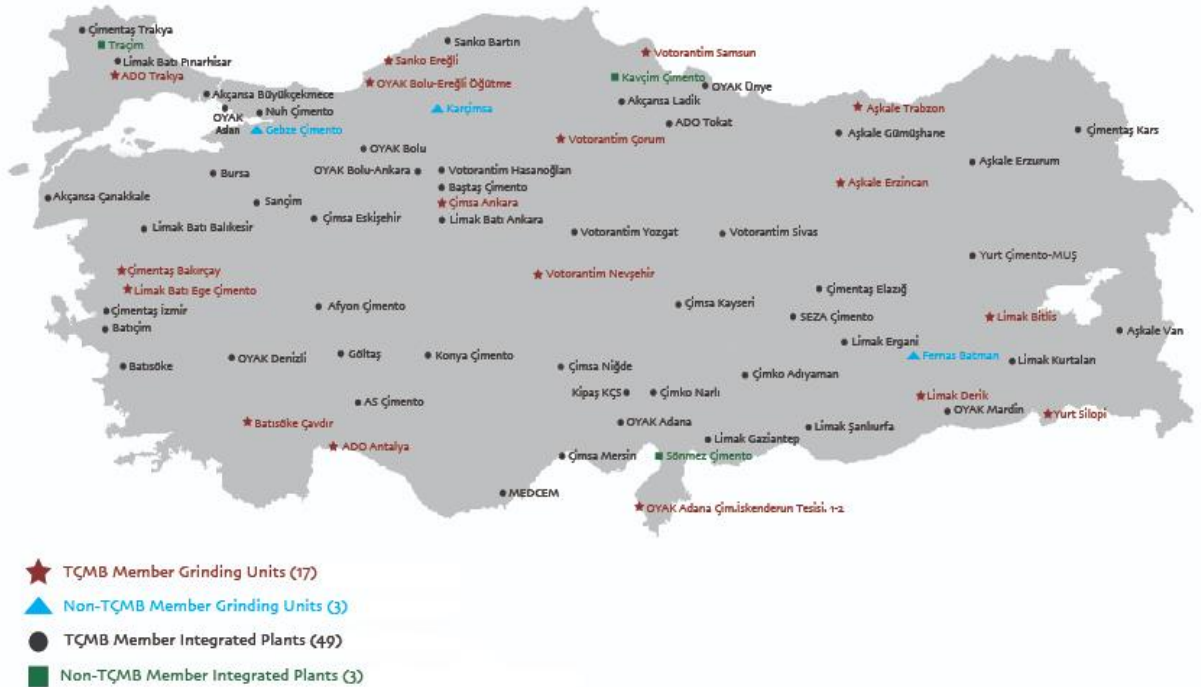 Çimentaş Trakya
Traçim
Limak Batı Pınarhisar
ADO Trakya
Akçansa Büyükçekmece
OYAK
Aslan
Nuh Çimento
Gebze Çimento
Sanko Bartın
Sanko Ereğli
OYAK Bolu-Ereğli Öğütme
Karçimsa
Votorantim Samsun
Kavçim Çimento
OYAK Ünye
Akçansa Ladik
ADO Tokat
Votorantim Çorum
Aşkale Trabzon
Aşkale Gümüşhane
Çimentaş Kars
Aşkale Erzurum
Aşkale Erzincan
OYAK Bolu
OYAK Bolu-Ankara
Votorantim Hasanoğlan
Baştaş Çimento
Çimsa Ankara
Limak Batı Ankara
Bursa
Akçansa Çanakkale
Sançim
Çimsa Eskişehir
Limak Batı Balıkesir
Votorantim Yozgat
Votorantim Sivas
Yurt Çimento-MUŞ
Çimentaş Bakırçay
Limak Batı Ege Çimento
Votorantim Nevşehir
Çimentaş Elazığ
Çimentaş İzmir
Afyon Çimento
Çimsa Kayseri
SEZA Çimento
Limak Bitlis
Batıçim
Aşkale Van
Limak Ergani
Fernas Batman
Limak Kurtalan
Batısöke
OYAK Denizli
Göltaş
Konya Çimento
Çimsa Niğde
Çimko Adıyaman
Kipaş KÇS
Çimko Narlı
Limak Derik
OYAK Mardin
Yurt Silopi
AS Çimento
Batısöke Çavdır
ADO Antalya
OYAK Adana
Limak Şanlıurfa
Limak Gaziantep
Çimsa Mersin
Sönmez Çimento
MEDCEM
OYAK Adana Çim.İskenderun Tesisi. 1-2
TÇMB Member Grinding Units (17)
Non-TÇMB Member Grinding Units (3)
TÇMB Member Integrated Plants (49)
Non-TÇMB Member Integrated Plants (3)